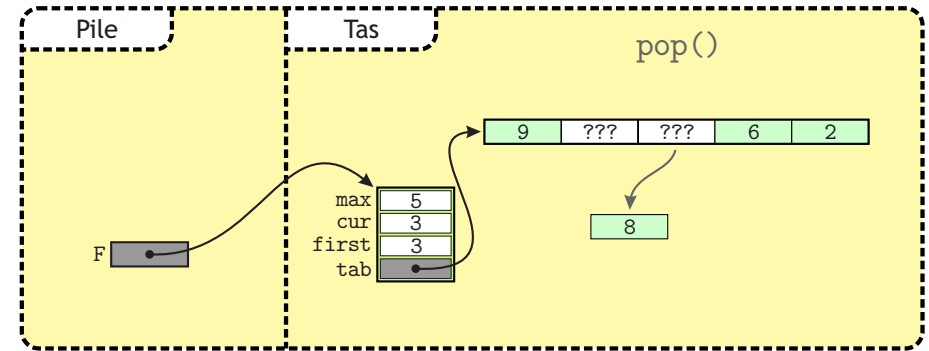 Pile
Tas
pop()
9 ??? ??? 6 2
max 5
cur 3
8
first 3
F
tab